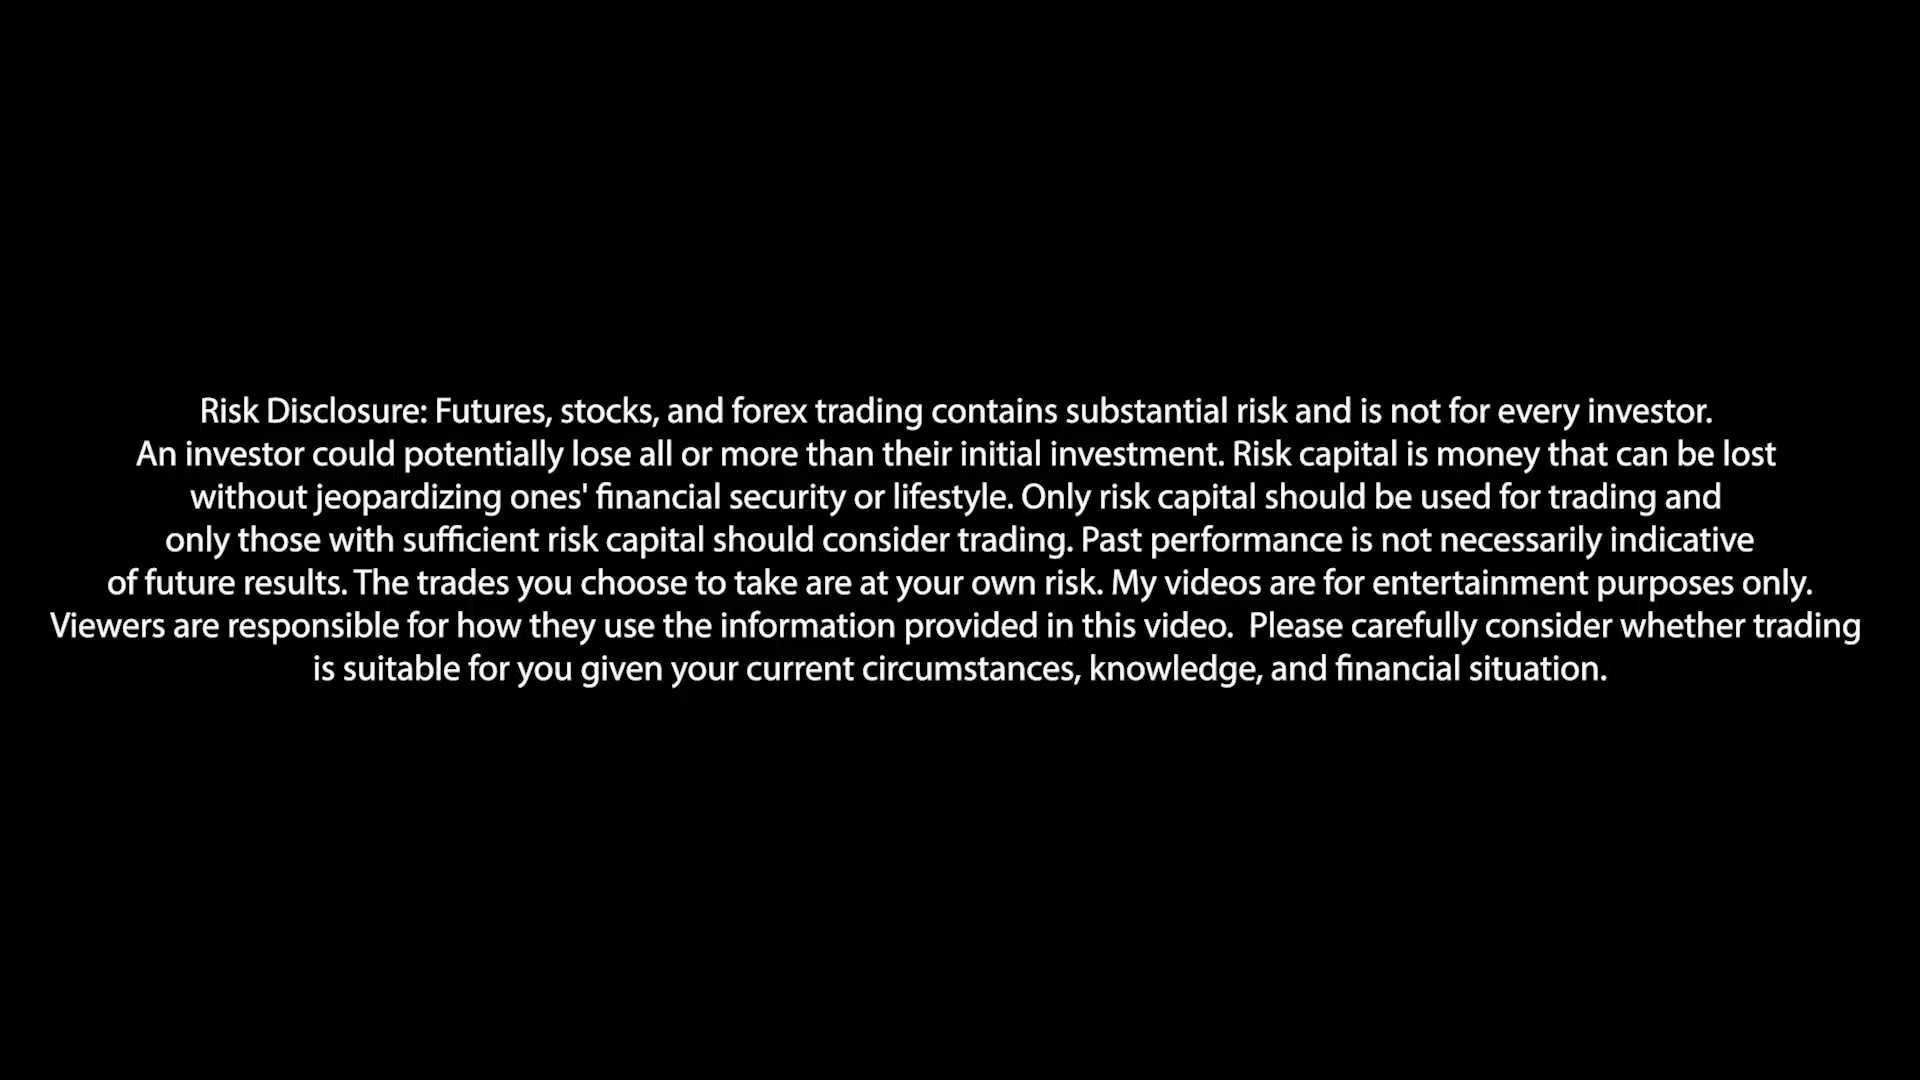 Risk Disclosure: Futures, stocks, and forex trading contains substantial risk and is not for every investor.
An investor could potentially lose all or more than their initial investment. Risk capital is money that can be lost
without jeopardizing ones' financial security or lifestyle. Only risk capital should be used for trading and
only those with sufficient risk capital should consider trading. Past performance is not necessarily indicative
of future results. The trades you choose to take are at your own risk. My videos are for entertainment purposes only.
Viewers are responsible for how they use the information provided in this video.  Please carefully consider whether trading
is suitable for you given your current circumstances, knowledge, and financial situation.